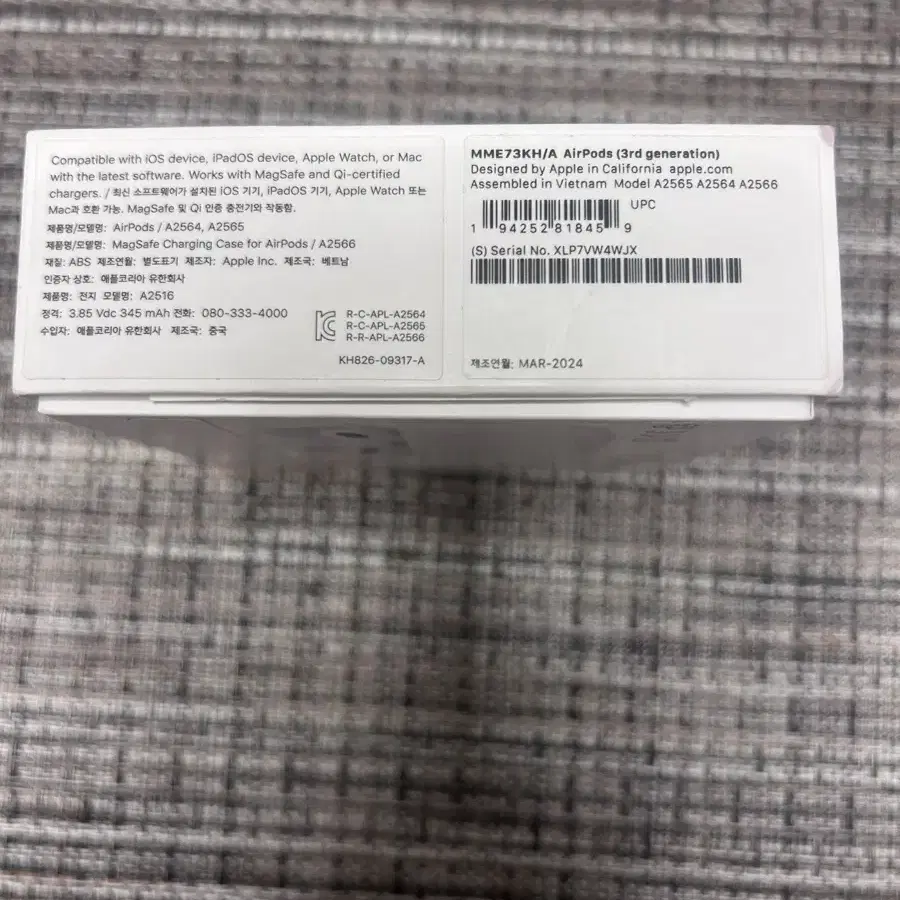 Compatible with iOS device, iPadOS device, Apple Watch, or Mac
with the latest software. Works with MagSafe and Qi-certified
chargers. / 최신 소프트웨어가 설치된 iOS 기기, iPadOS 기기, Apple Watch 또는
Mac과 호환 가능. MagSafe 및 Qi 인증 충전기와 작동함.
제품명/모델명: AirPods / A2564, A2565
제품명/모델명: MagSafe Charging Case for AirPods / A2566
재질: ABS 제조연월: 별도표기 제조자: Apple Inc. 제조국: 베트남
인증자 상호: 애플코리아 유한회사
제품명: 전지 모델명: A2516
정격: 3.85 Vdc 345 mAh 전화: 080-333-4000
수입자: 애플코리아 유한회사 제조국: 중국
R-C-APL-A2564
R-C-APL-A2565
R-R-APL-A2566
KH826-09317-A
MME73KH/A AirPods (3rd generation)
Designed by Apple in California apple.com
Assembled in Vietnam Model A2565 A2564 A2566
UPC
1 94252 81845 9
(S) Serial No. XLP7VW4WJX
제조연월: MAR-2024